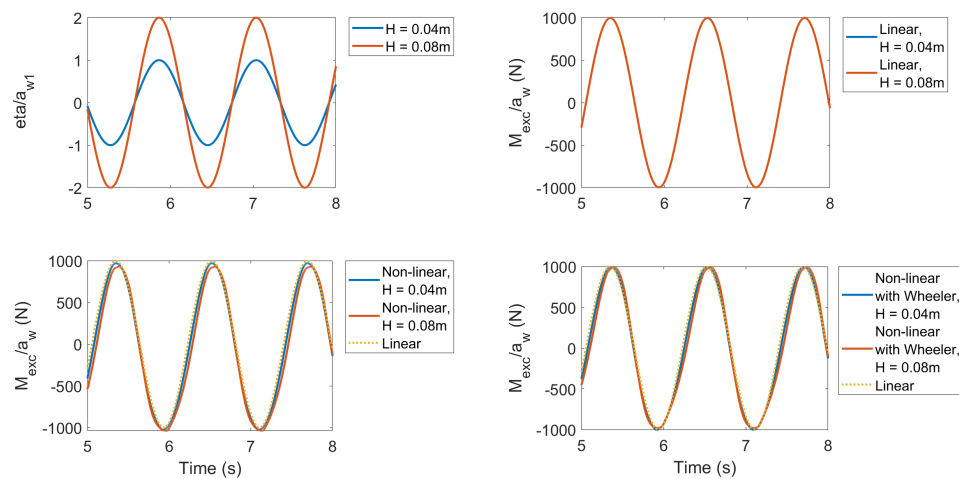 eta/a_w1
2
1
0
-1
-2
5
6
7
8
H = 0.04m
H = 0.08m
M_exc/a_w (N)
1000
500
0
-500
-1000
5
6
7
8
Linear,
H = 0.04m
Linear,
H = 0.08m
M_exc/a_w (N)
1000
500
0
-500
-1000
5
6
7
8
Time (s)
Non-linear,
H = 0.04m
Non-linear,
H = 0.08m
Linear
M_exc/a_w (N)
1000
500
0
-500
-1000
5
6
7
8
Time (s)
Non-linear
with Wheeler,
H = 0.04m
Non-linear
with Wheeler,
H = 0.08m
Linear